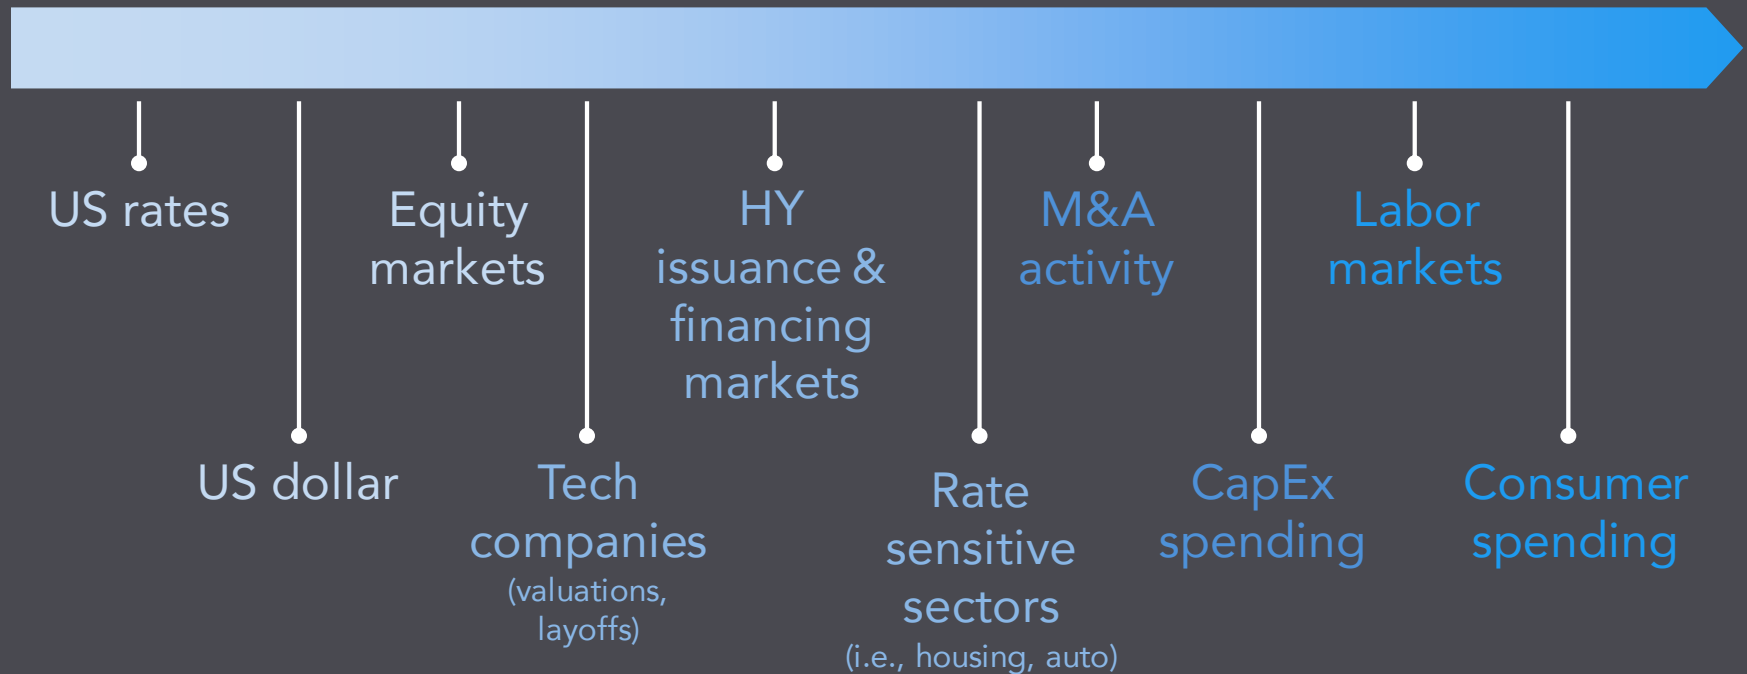 US rates
US dollar
Equity
markets
Tech
companies
(valuations,
layoffs)
HY
issuance &
financing
markets
Rate
sensitive
sectors
(i.e., housing, auto)
M&A
activity
CapEx
spending
Labor
markets
Consumer
spending